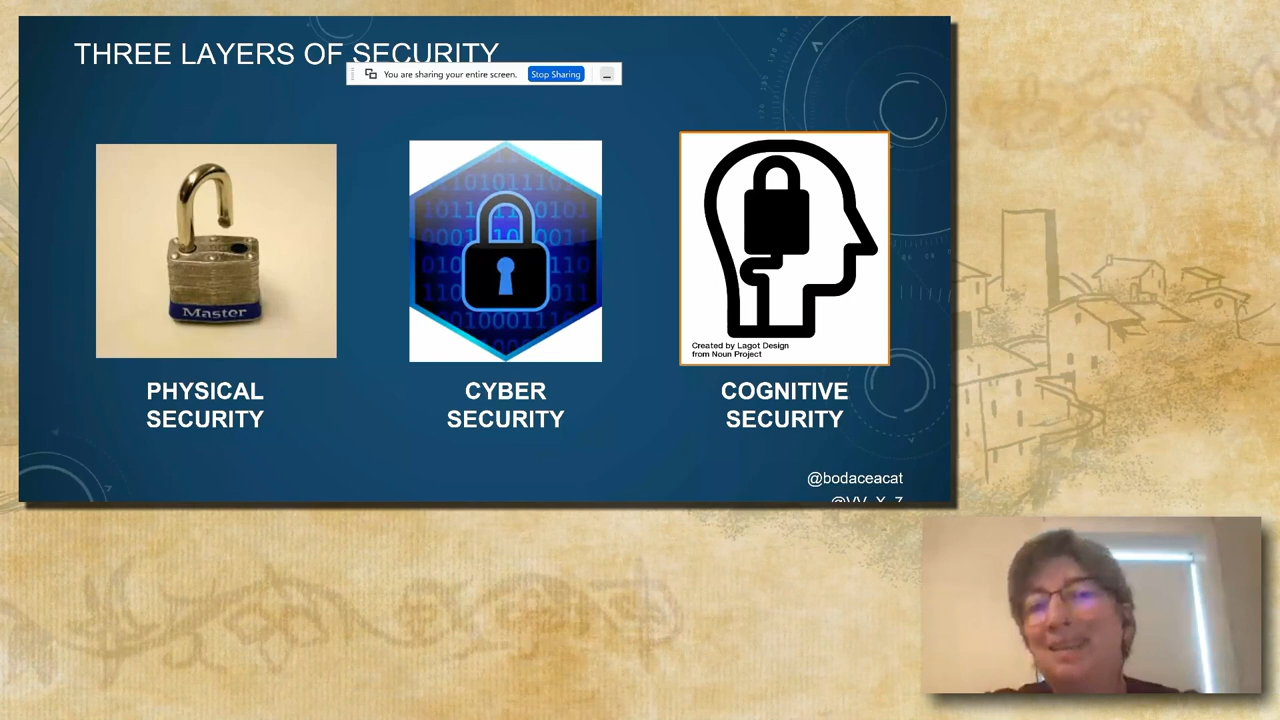 THREE LAYERS OF SECURITY
You are sharing your entire screen.
Stop Sharing
Master
Created by Lagot Design
from Noun Project
PHYSICAL
SECURITY
CYBER
SECURITY
COGNITIVE
SECURITY
@bodaceacat